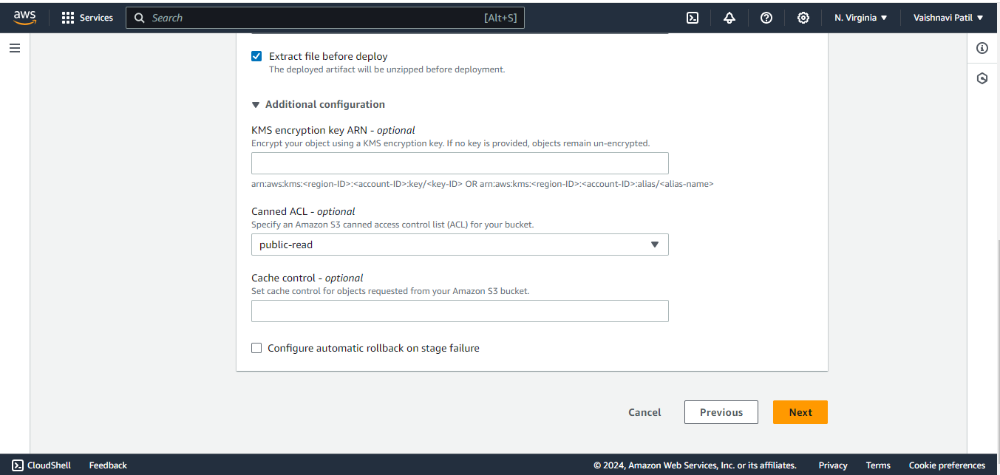 aws Services Search [Alt+S] N. Virginia Vaishnavi Patil
Extract file before deploy
The deployed artifact will be unzipped before deployment.
Additional configuration
KMS encryption key ARN - optional
Encrypt your object using a KMS encryption key. If no key is provided, objects remain un-encrypted.
arn:aws:kms:<region-ID>:<account-ID>:key/<key-ID> OR arn:aws:kms:<region-ID>:<account-ID>:alias/<alias-name>
Canned ACL - optional
Specify an Amazon S3 canned access control list (ACL) for your bucket.
public-read
Cache control - optional
Set cache control for objects requested from your Amazon S3 bucket.
Configure automatic rollback on stage failure
Cancel Previous Next
CloudShell Feedback © 2024, Amazon Web Services, Inc. or its affiliates. Privacy Terms Cookie preferences